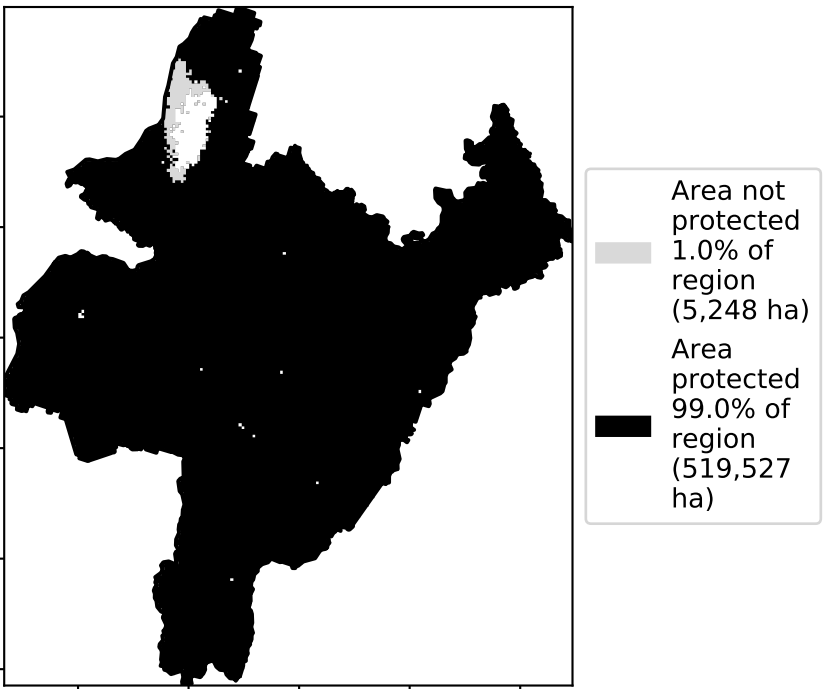 Area not
protected
1.0% of
region
(5,248 ha)
Area
protected
99.0% of
region
(519,527
ha)